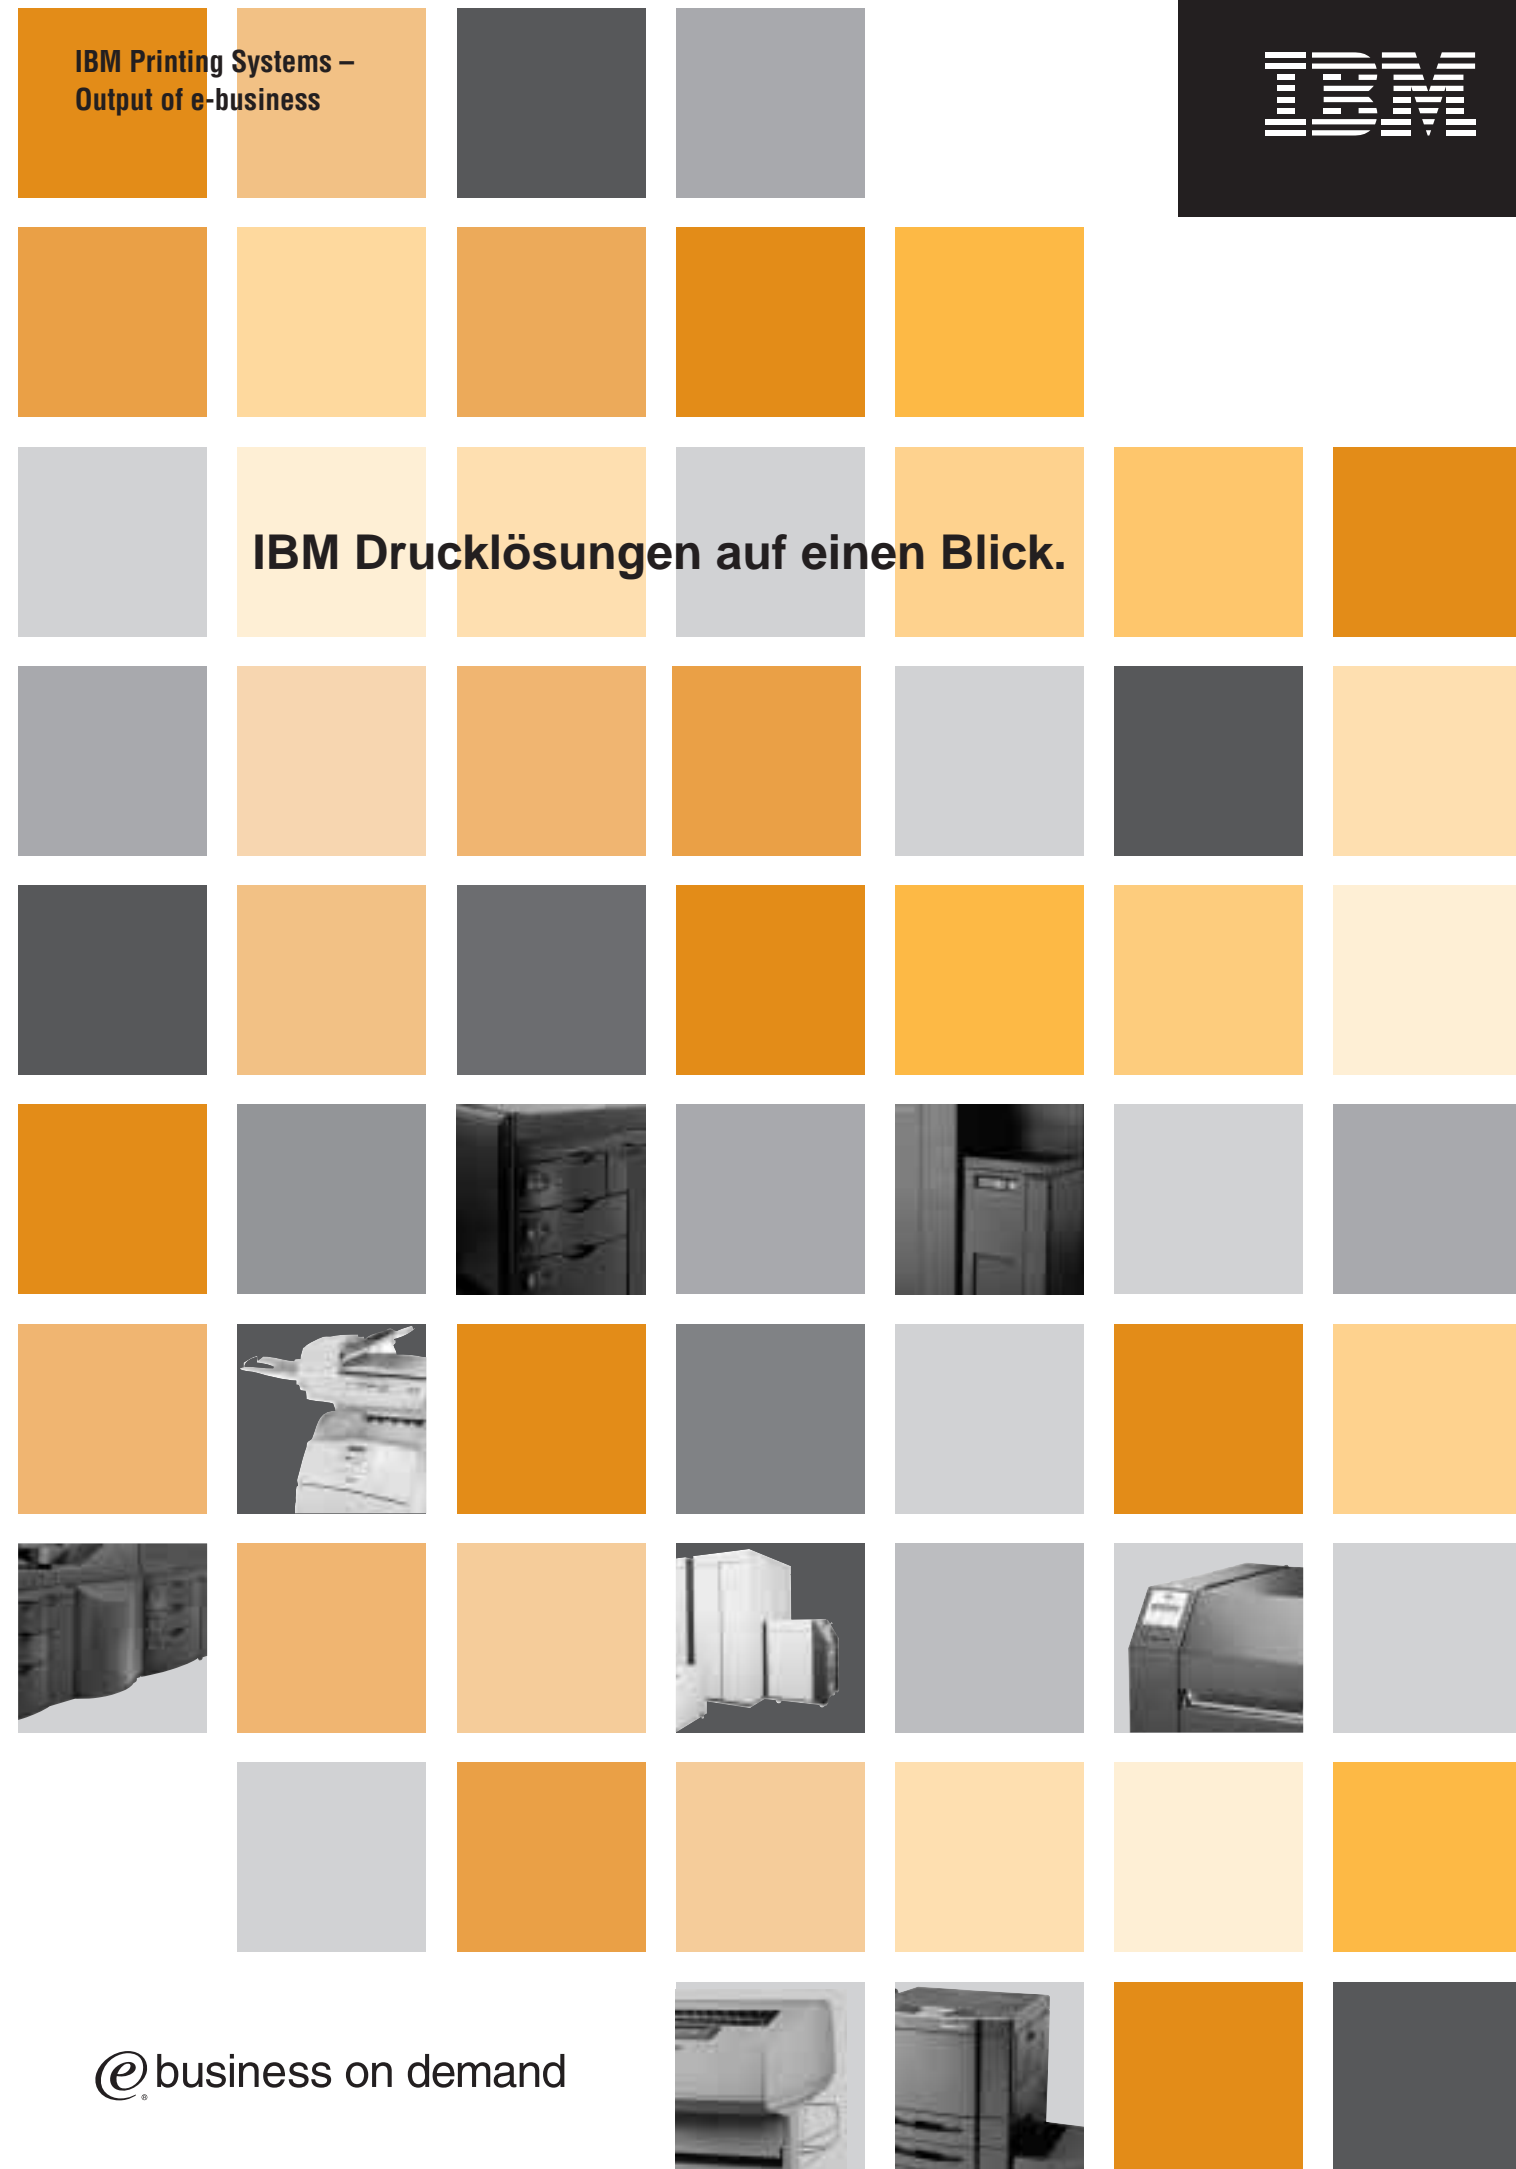 IBM Printing Systems –
Output of e-business
IBM
IBM Drucklösungen auf einen Blick.
e business on demand
®